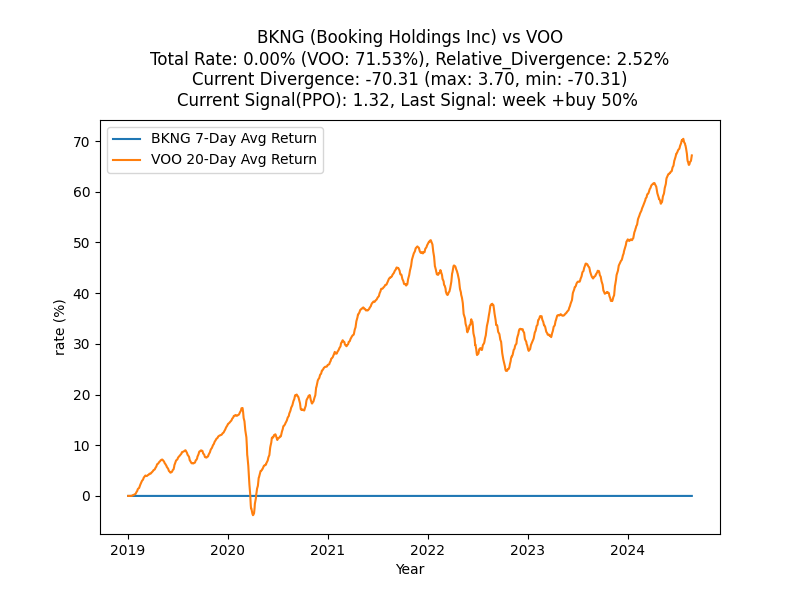 BKNG (Booking Holdings Inc) vs VOO
Total Rate: 0.00% (VOO: 71.53%), Relative_Divergence: 2.52%
Current Divergence: -70.31 (max: 3.70, min: -70.31)
Current Signal(PPO): 1.32, Last Signal: week +buy 50%
BKNG 7-Day Avg Return
VOO 20-Day Avg Return
70
60
50
40
30
20
10
0
rate (%)
2019
2020
2021
2022
2023
2024
Year